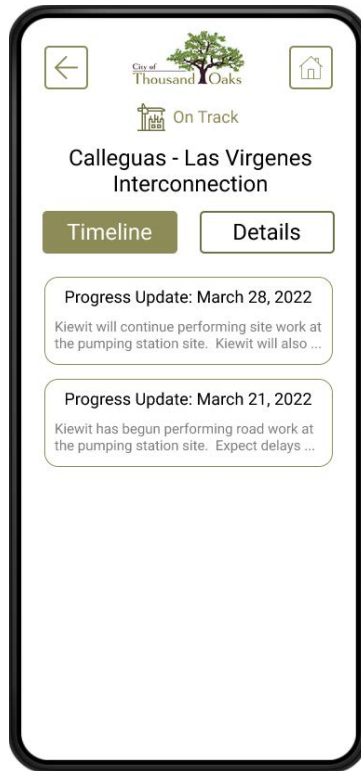 City of
Thousand Oaks
On Track
Calleguas - Las Virgenes
Interconnection
Timeline
Details
Progress Update: March 28, 2022
Kiewit will continue performing site work at
the pumping station site. Kiewit will also ...
Progress Update: March 21, 2022
Kiewit has begun performing road work at
the pumping station site. Expect delays ...